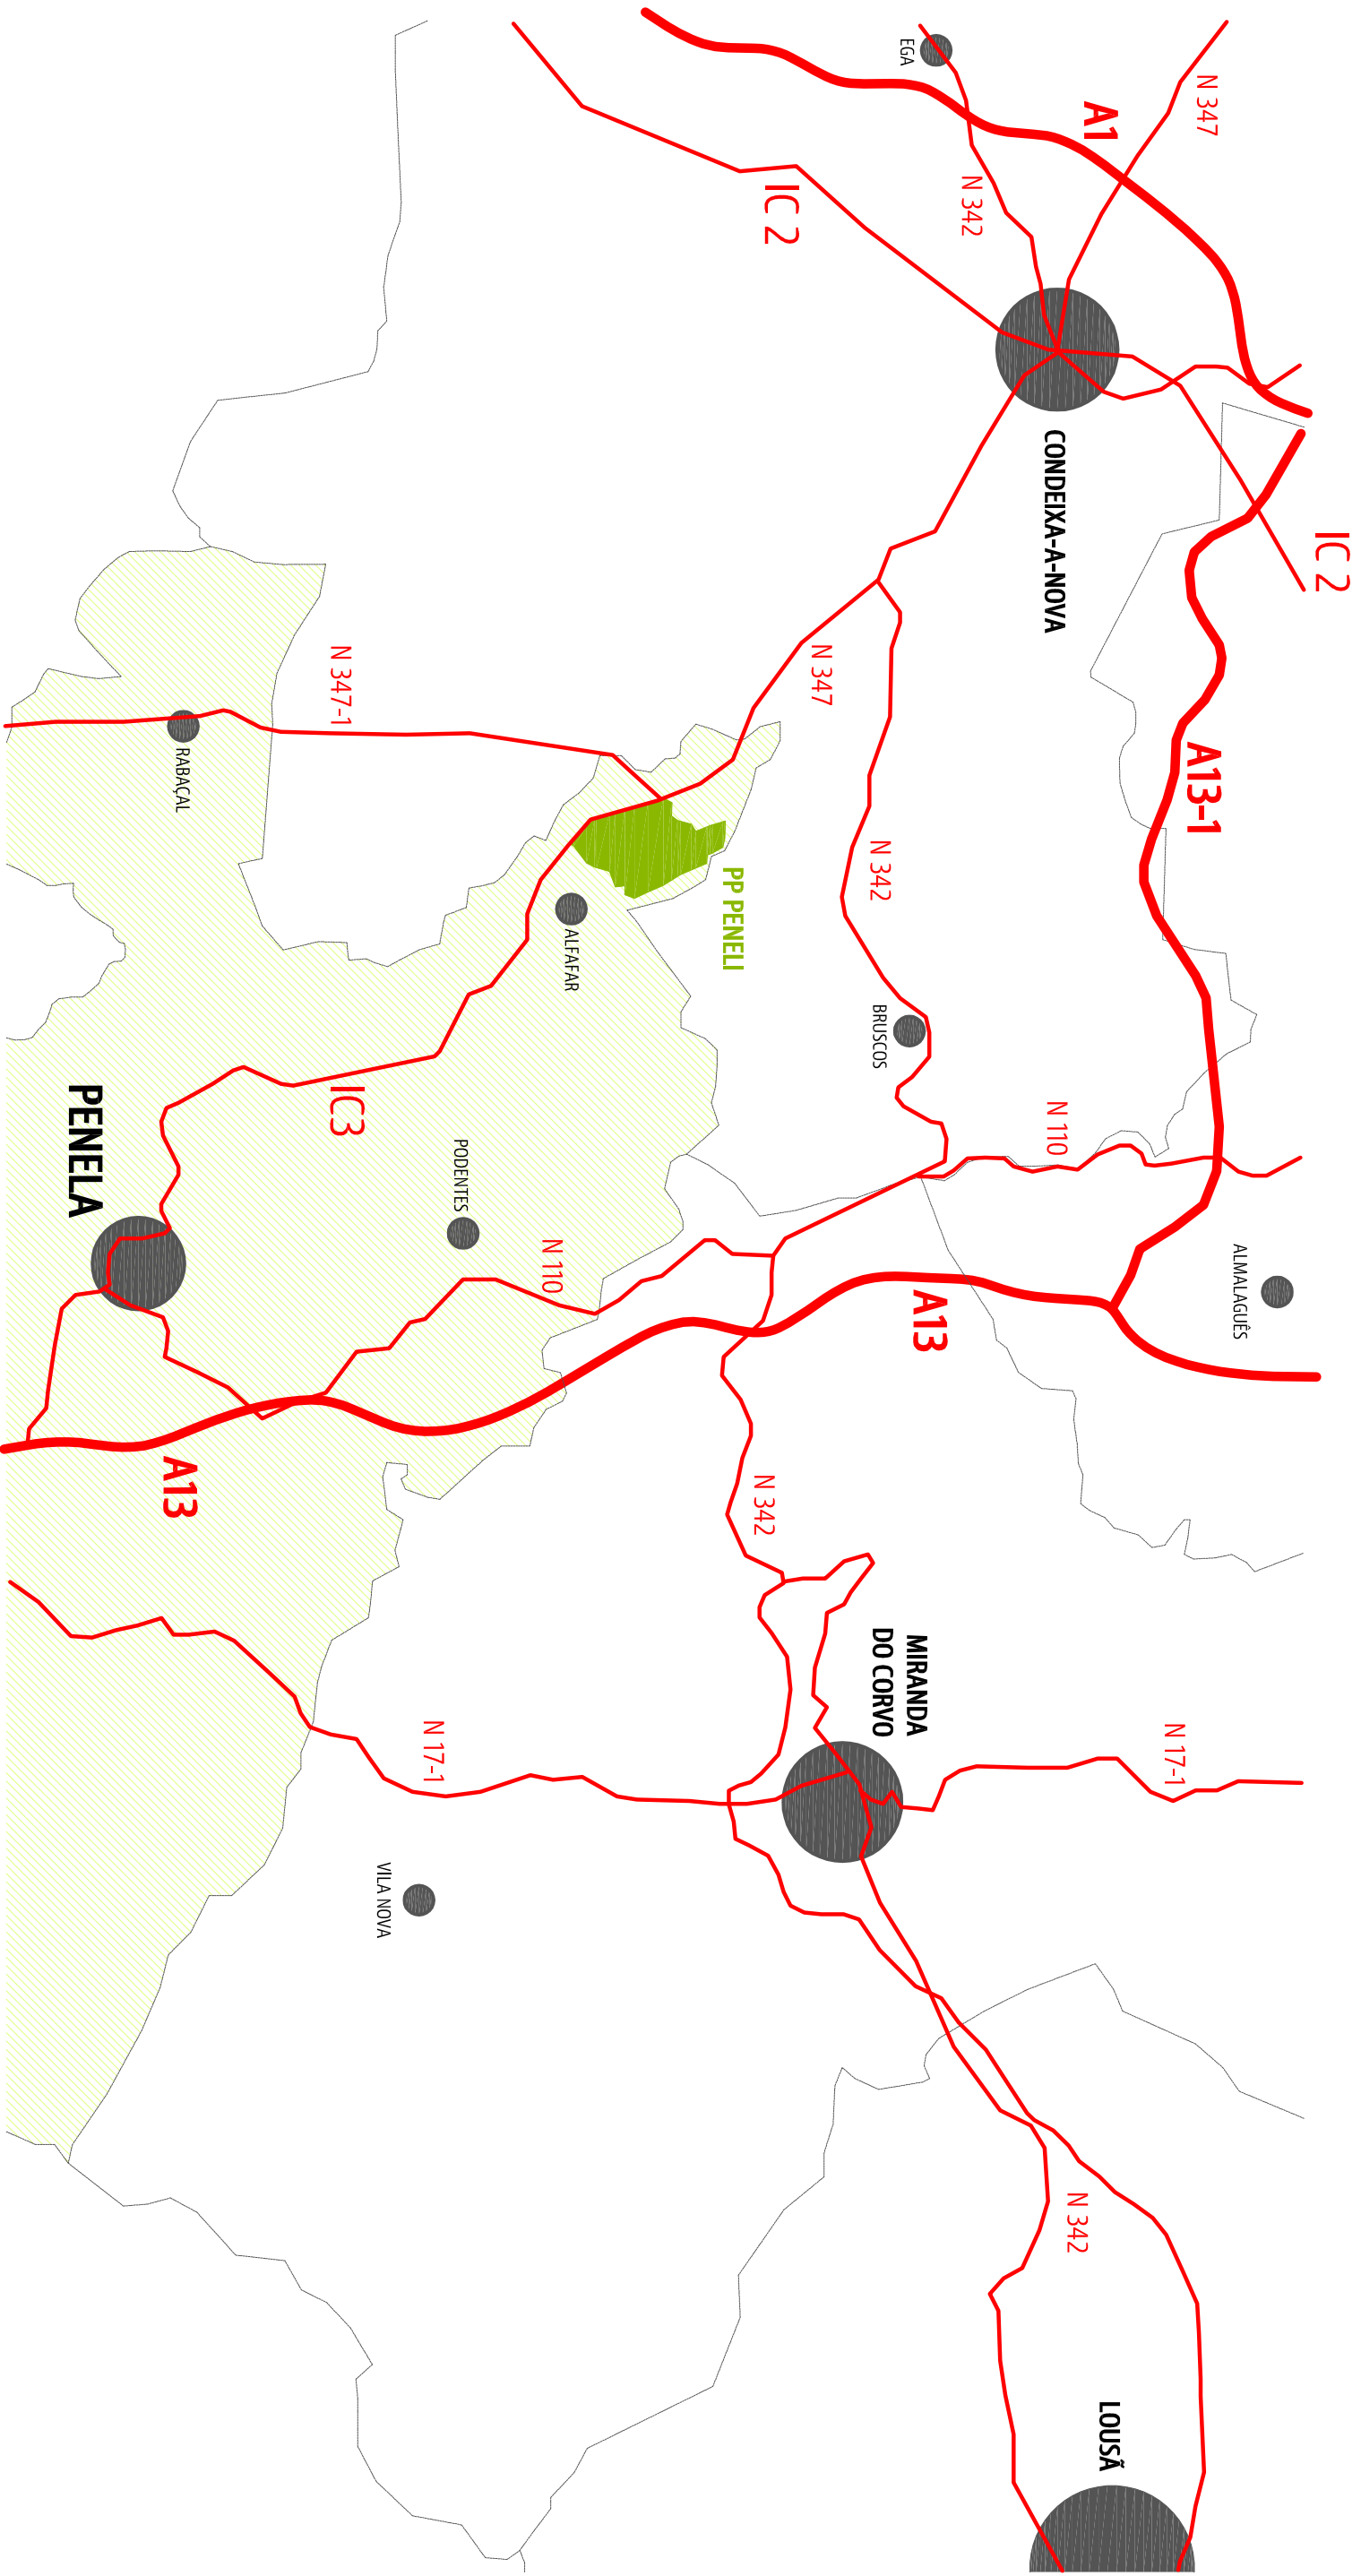 IC 2
N 347
A1
EGA
N 342
IC 2
CONDEIXA-A-NOVA
A13-1
N 347
N 347-1
RABAÇAL
N 342
PP PENELI
ALFAFAR
BRUSCOS
N 110
IC3
PENELA
PODENTES
N 110
ALMALAGUÊS
A13
A13
N 342
MIRANDA
DO CORVO
N 17-1
N 17-1
VILA NOVA
N 342
LOUSÃ